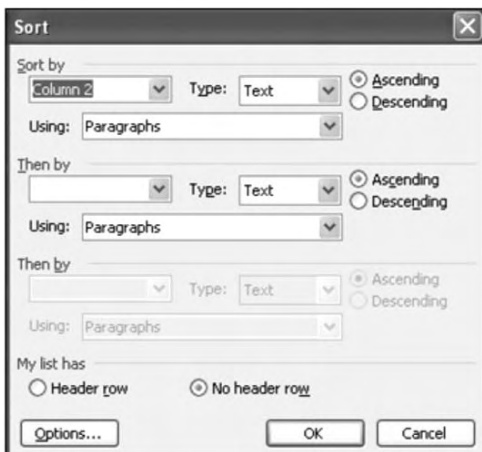 Sort
Sort by
Column 2 Type: Text Ascending
Descending
Using: Paragraphs
Then by
Type: Text Ascending
Descending
Using: Paragraphs
Then by
Type: Text Ascending
Descending
Using: Paragraphs
My list has
Header row No header row
Options... OK Cancel